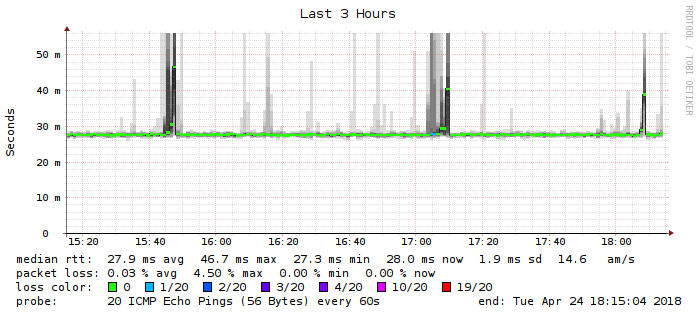 Last 3 Hours
RRDTOOL / TOBI OETIKER
Seconds
50 m
40 m
30 m
20 m
10 m
0
15:20 15:40 16:00 16:20 16:40 17:00 17:20 17:40 18:00
median rtt: 27.9 ms avg 46.7 ms max 27.3 ms min 28.0 ms now 1.9 ms sd 14.6 am/s
packet loss: 0.03 % avg 4.50 % max 0.00 % min 0.00 % now
loss color: 0 1/20 2/20 3/20 4/20 10/20 19/20
probe: 20 ICMP Echo Pings (56 Bytes) every 60s end: Tue Apr 24 18:15:04 2018